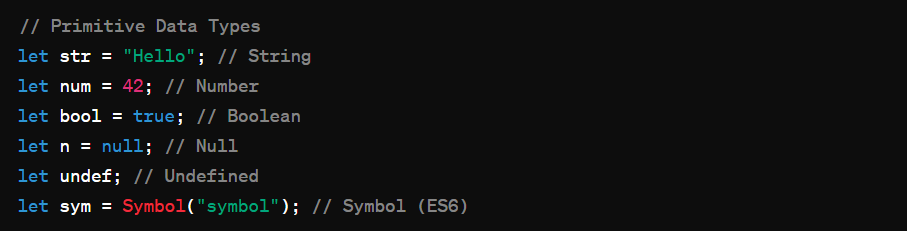 // Primitive Data Types
let str = "Hello"; // String
let num = 42; // Number
let bool = true; // Boolean
let n = null; // Null
let undef; // Undefined
let sym = Symbol("symbol"); // Symbol (ES6)